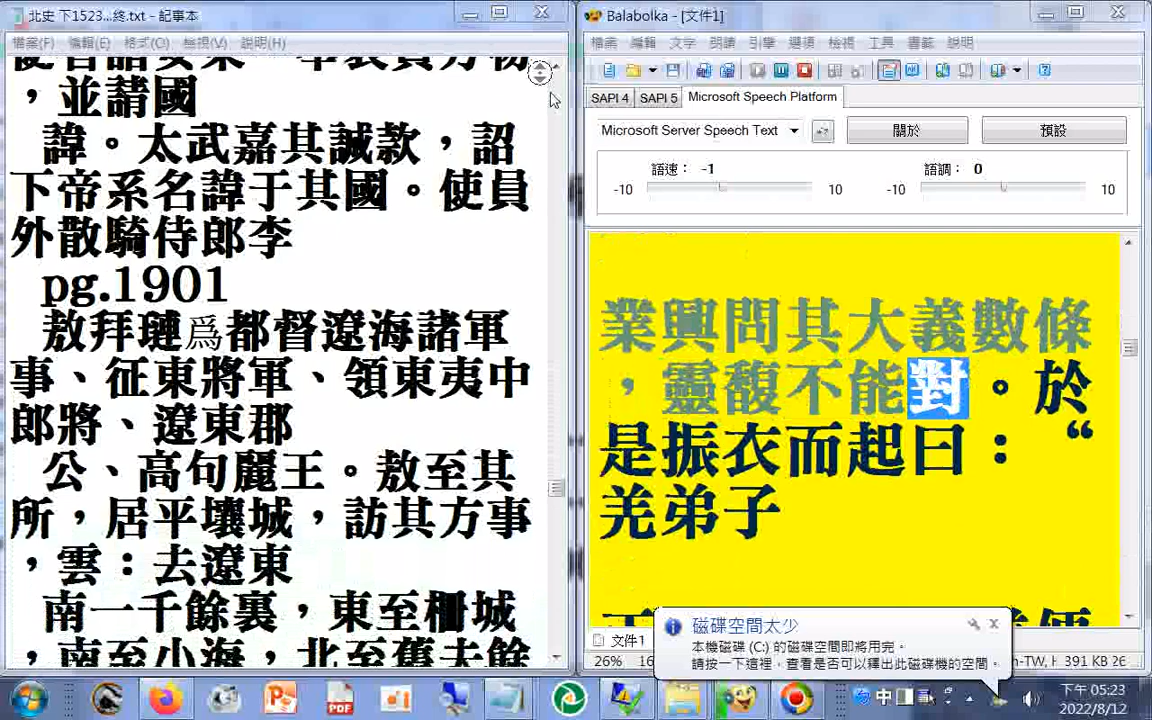 北史 下1523...终.txt - 記事本
檔案(F) 編輯(E) 格式(O) 檢視(V) 說明(H)
，並請國
諱。太武嘉其誠款，詔
下帝系名諱于其國。使員
外散騎侍郎李
pg.1901
敖拜璉爲都督遼海諸軍
事、征東將軍、領東夷中
郎將、遼東郡
公、高句麗王。敖至其
所，居平壤城，訪其方事
，雲：去遼東
南一千餘裏，東至柵城
，南至小海，北至舊夫餘
Balabolka - [文件1]
檔案 編輯 文字 朗讀 引擎 選項 檢視 工具 書籤 說明
SAPI 4 SAPI 5 Microsoft Speech Platform
Microsoft Server Speech Text 關於 預設
語速： -1 語調： 0
-10 10 -10 10
業興問其大義數條
，靈馥不能對。於
是振衣而起曰：“
羌弟子
文件1
磁碟空間太少
本機磁碟 (C:) 的磁碟空間即將用完。
請按一下這裡，查看是否可以釋出此磁碟機的空間。
26% 391 KB
中
下午 05:23
2022/8/12